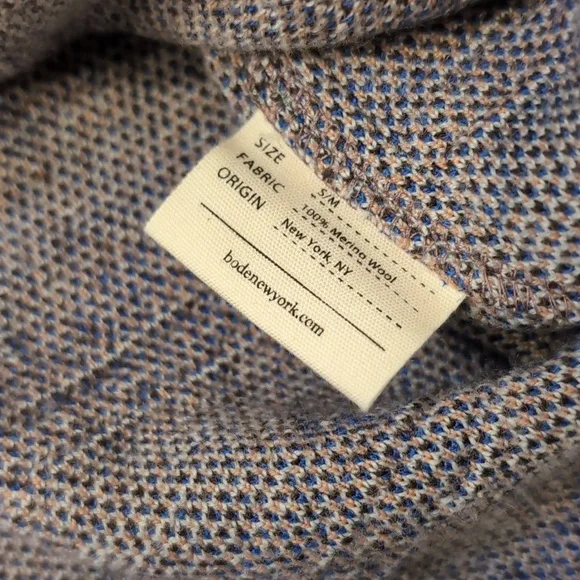 SIZE S/M
FABRIC 100% Merino Wool
ORIGIN New York, NY
bodenewyork.com